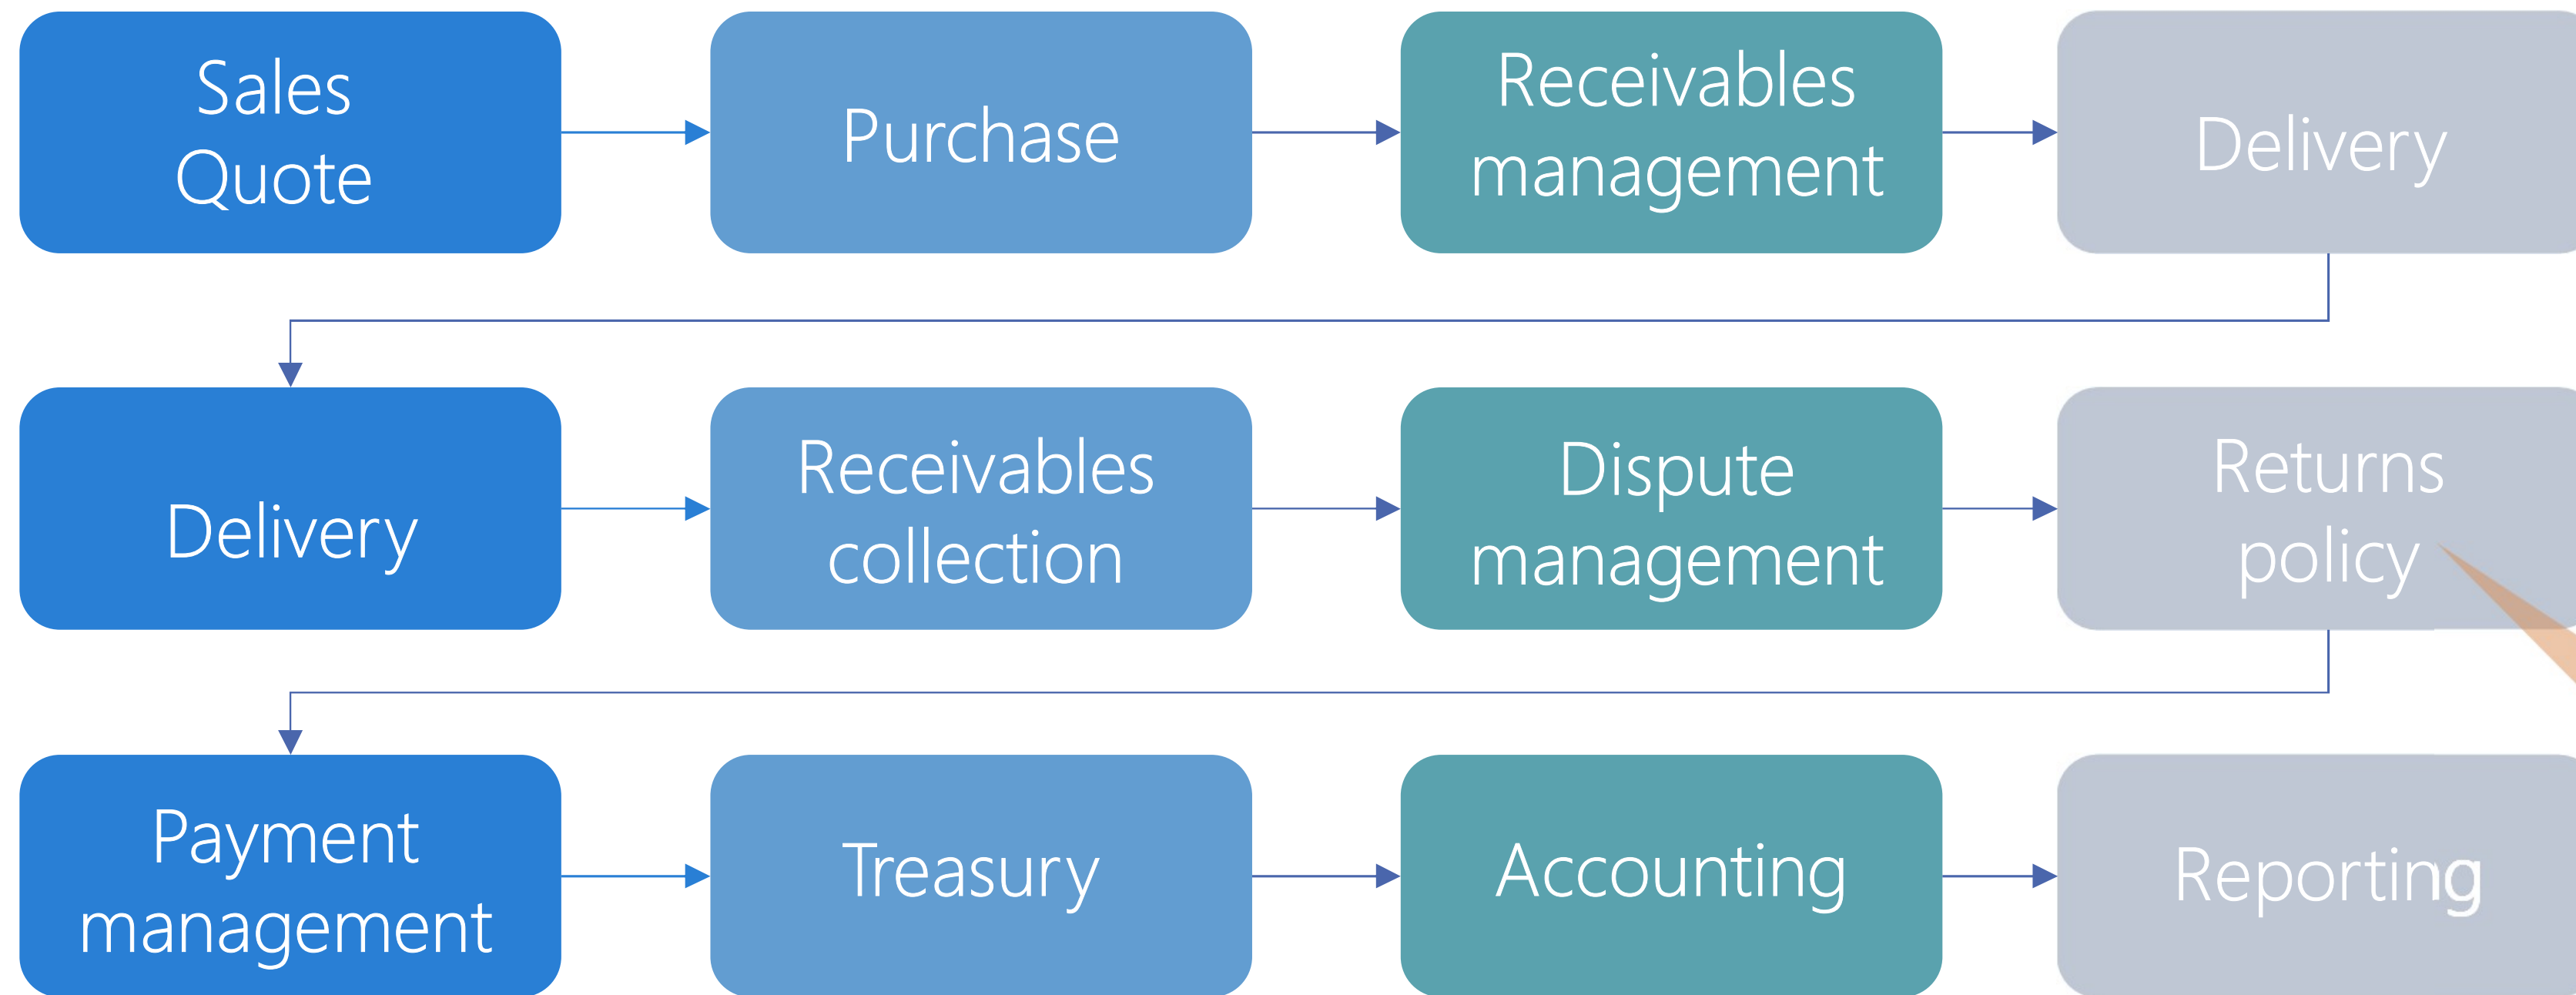 Sales
Quote
Purchase
Receivables
management
Delivery
Delivery
Receivables
collection
Dispute
management
Returns
policy
Payment
management
Treasury
Accounting
Reporting